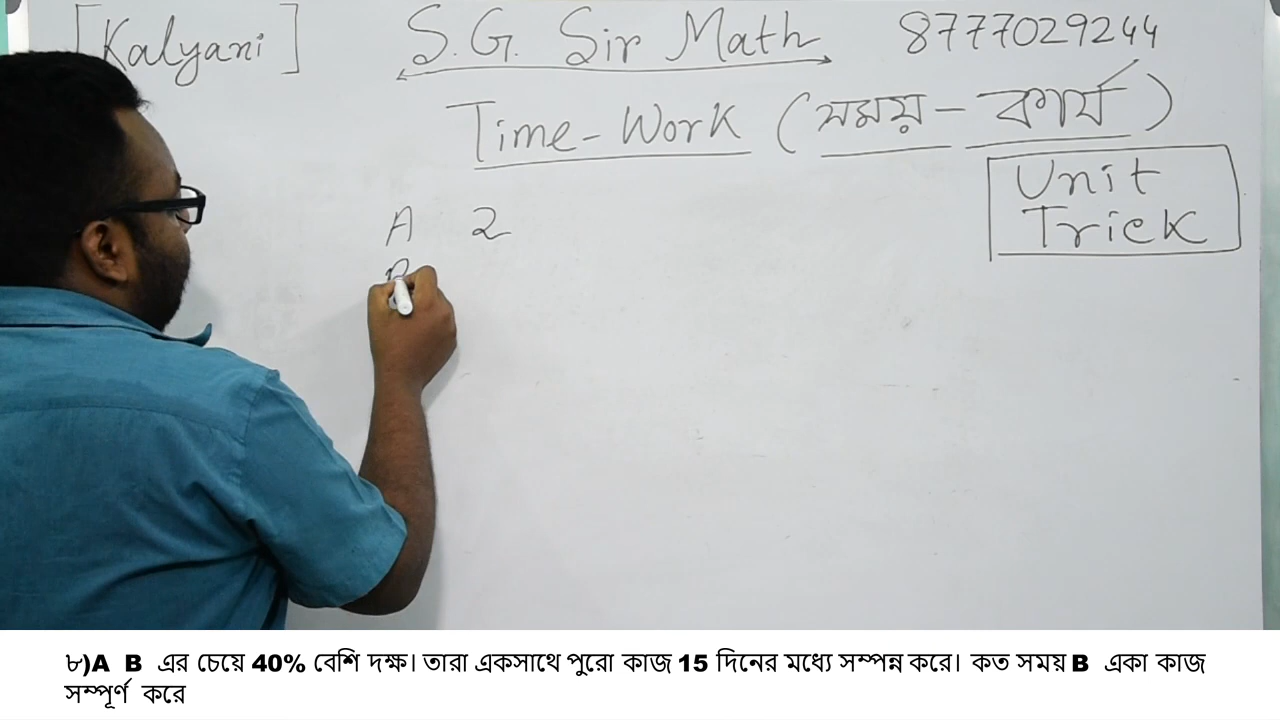 [Kalyani] S.G. Sir Math 8777029244
Time-Work (সময় - কার্য)
Unit
Trick
A 2
B
৮)A B এর চেয়ে 40% বেশি দক্ষ। তারা একসাথে পুরো কাজ 15 দিনের মধ্যে সম্পন্ন করে। কত সময় B একা কাজ
সম্পূর্ণ করে